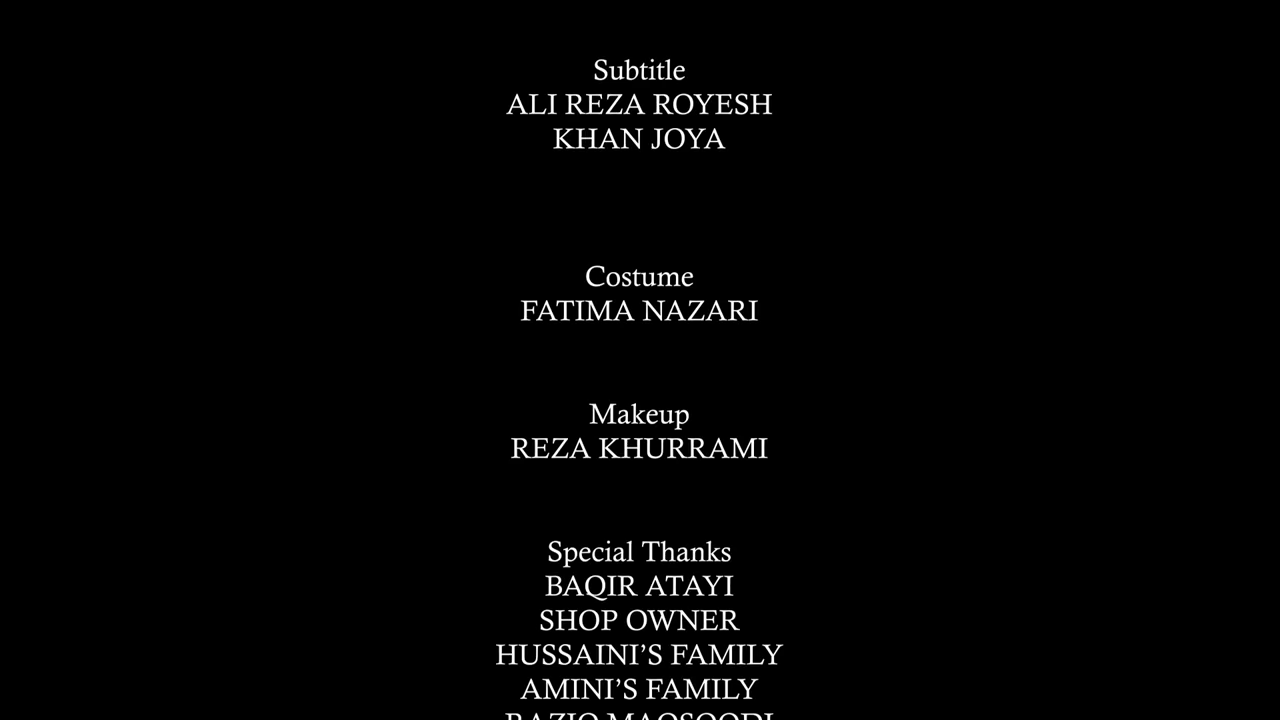 Subtitle
ALI REZA ROYESH
KHAN JOYA
Costume
FATIMA NAZARI
Makeup
REZA KHURRAMI
Special Thanks
BAQIR ATAYI
SHOP OWNER
HUSSAINI’S FAMILY
AMINI’S FAMILY